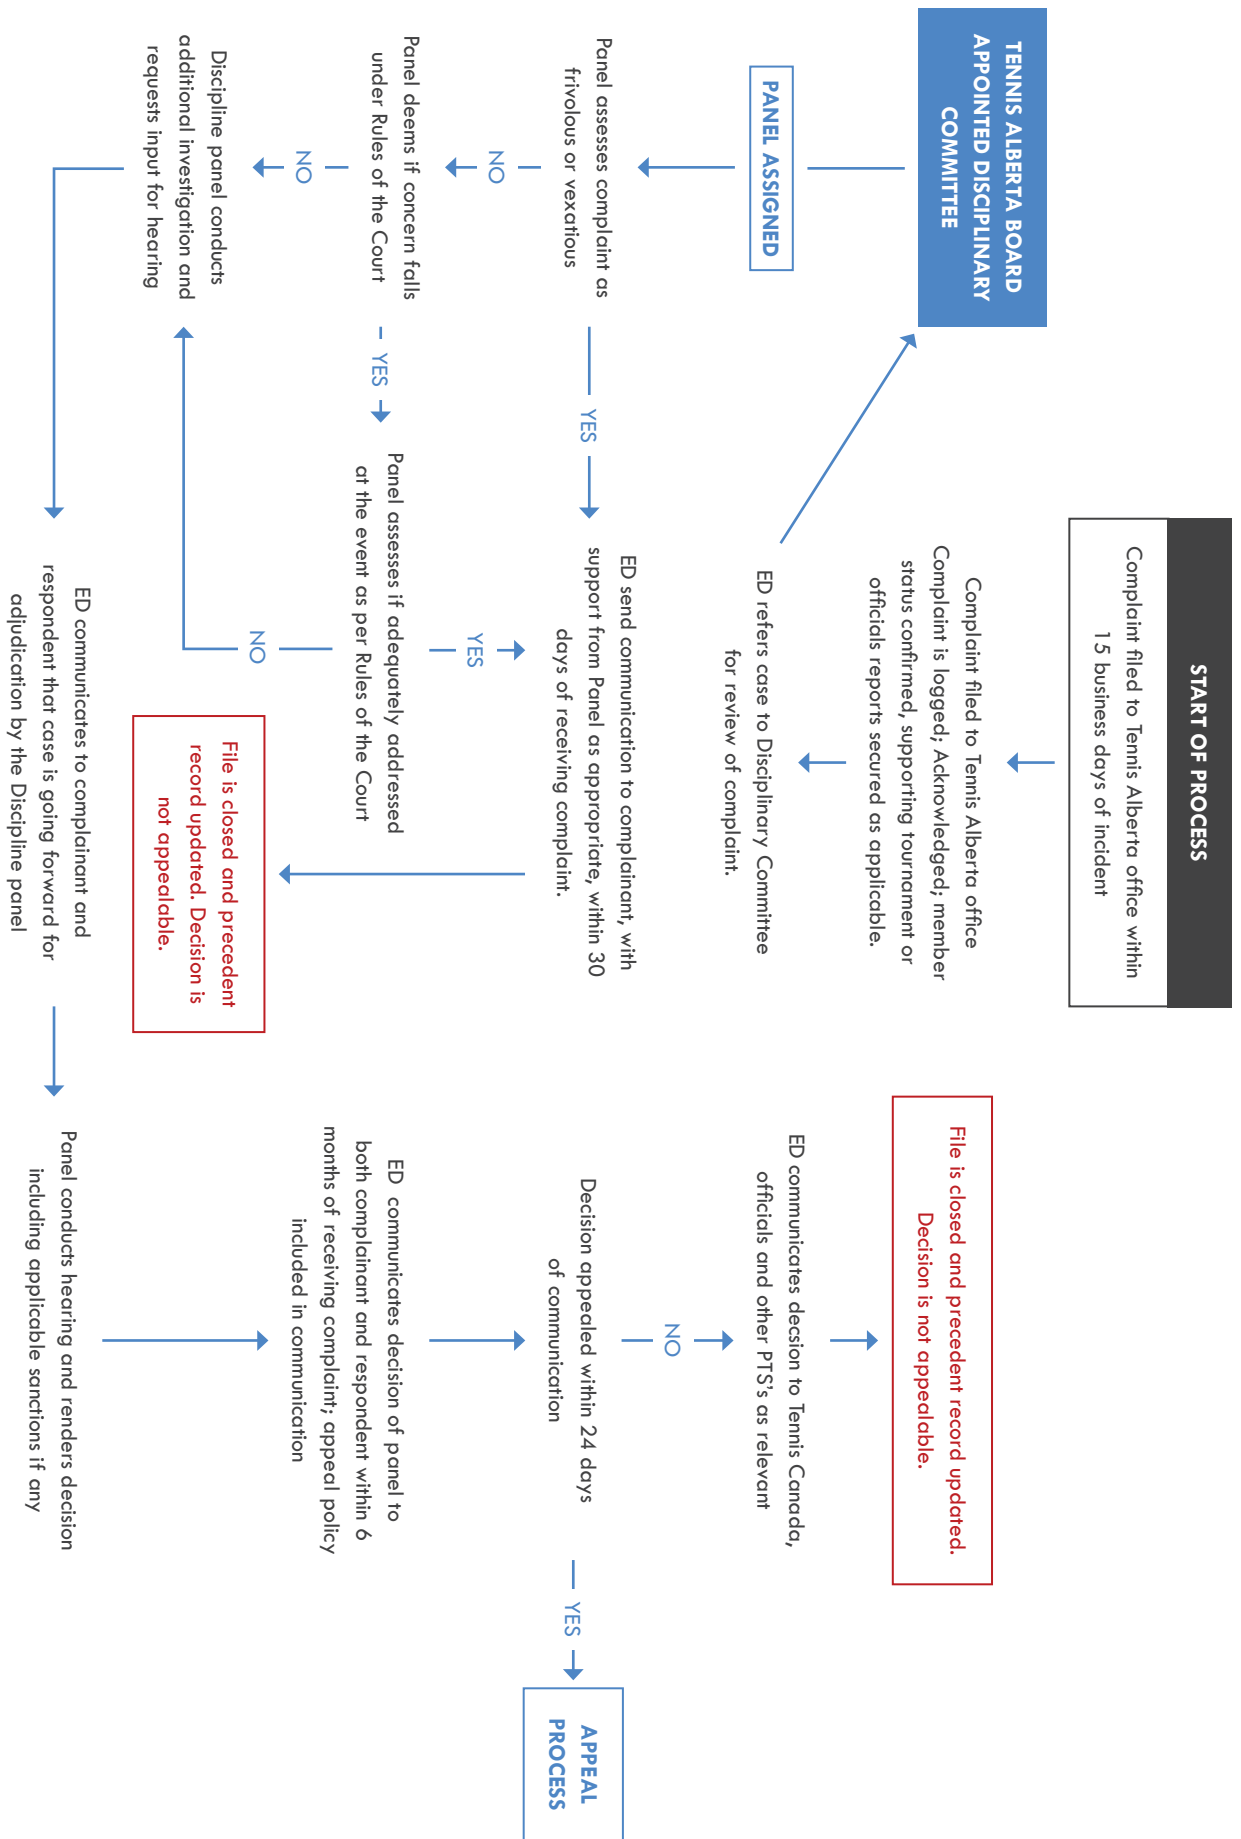 START OF PROCESS
Complaint filed to Tennis Alberta office within
15 business days of incident
Complaint filed to Tennis Alberta office
Complaint is logged; Acknowledged; member
status confirmed, supporting tournament or
officials reports secured as applicable.
ED refers case to Disciplinary Committee
for review of complaint.
TENNIS ALBERTA BOARD
APPOINTED DISCIPLINARY
COMMITTEE
PANEL ASSIGNED
Panel assesses complaint as
frivolous or vexatious
YES
NO
ED send communication to complainant, with
support from Panel as appropriate, within 30
days of receiving complaint.
Panel deems if concern falls
under Rules of the Court
YES
NO
Panel assesses if adequately addressed
at the event as per Rules of the Court
YES
NO
File is closed and precedent
record updated. Decision is
not appealable.
Discipline panel conducts
additional investigation and
requests input for hearing
ED communicates to complainant and
respondent that case is going forward for
adjudication by the Discipline panel
Panel conducts hearing and renders decision
including applicable sanctions if any
ED communicates decision of panel to
both complainant and respondent within 6
months of receiving complaint; appeal policy
included in communication
Decision appealed within 24 days
of communication
YES
APPEAL
PROCESS
NO
ED communicates decsion to Tennis Canada,
officials and other PTS's as relevant
File is closed and precedent record updated.
Decision is not appealable.